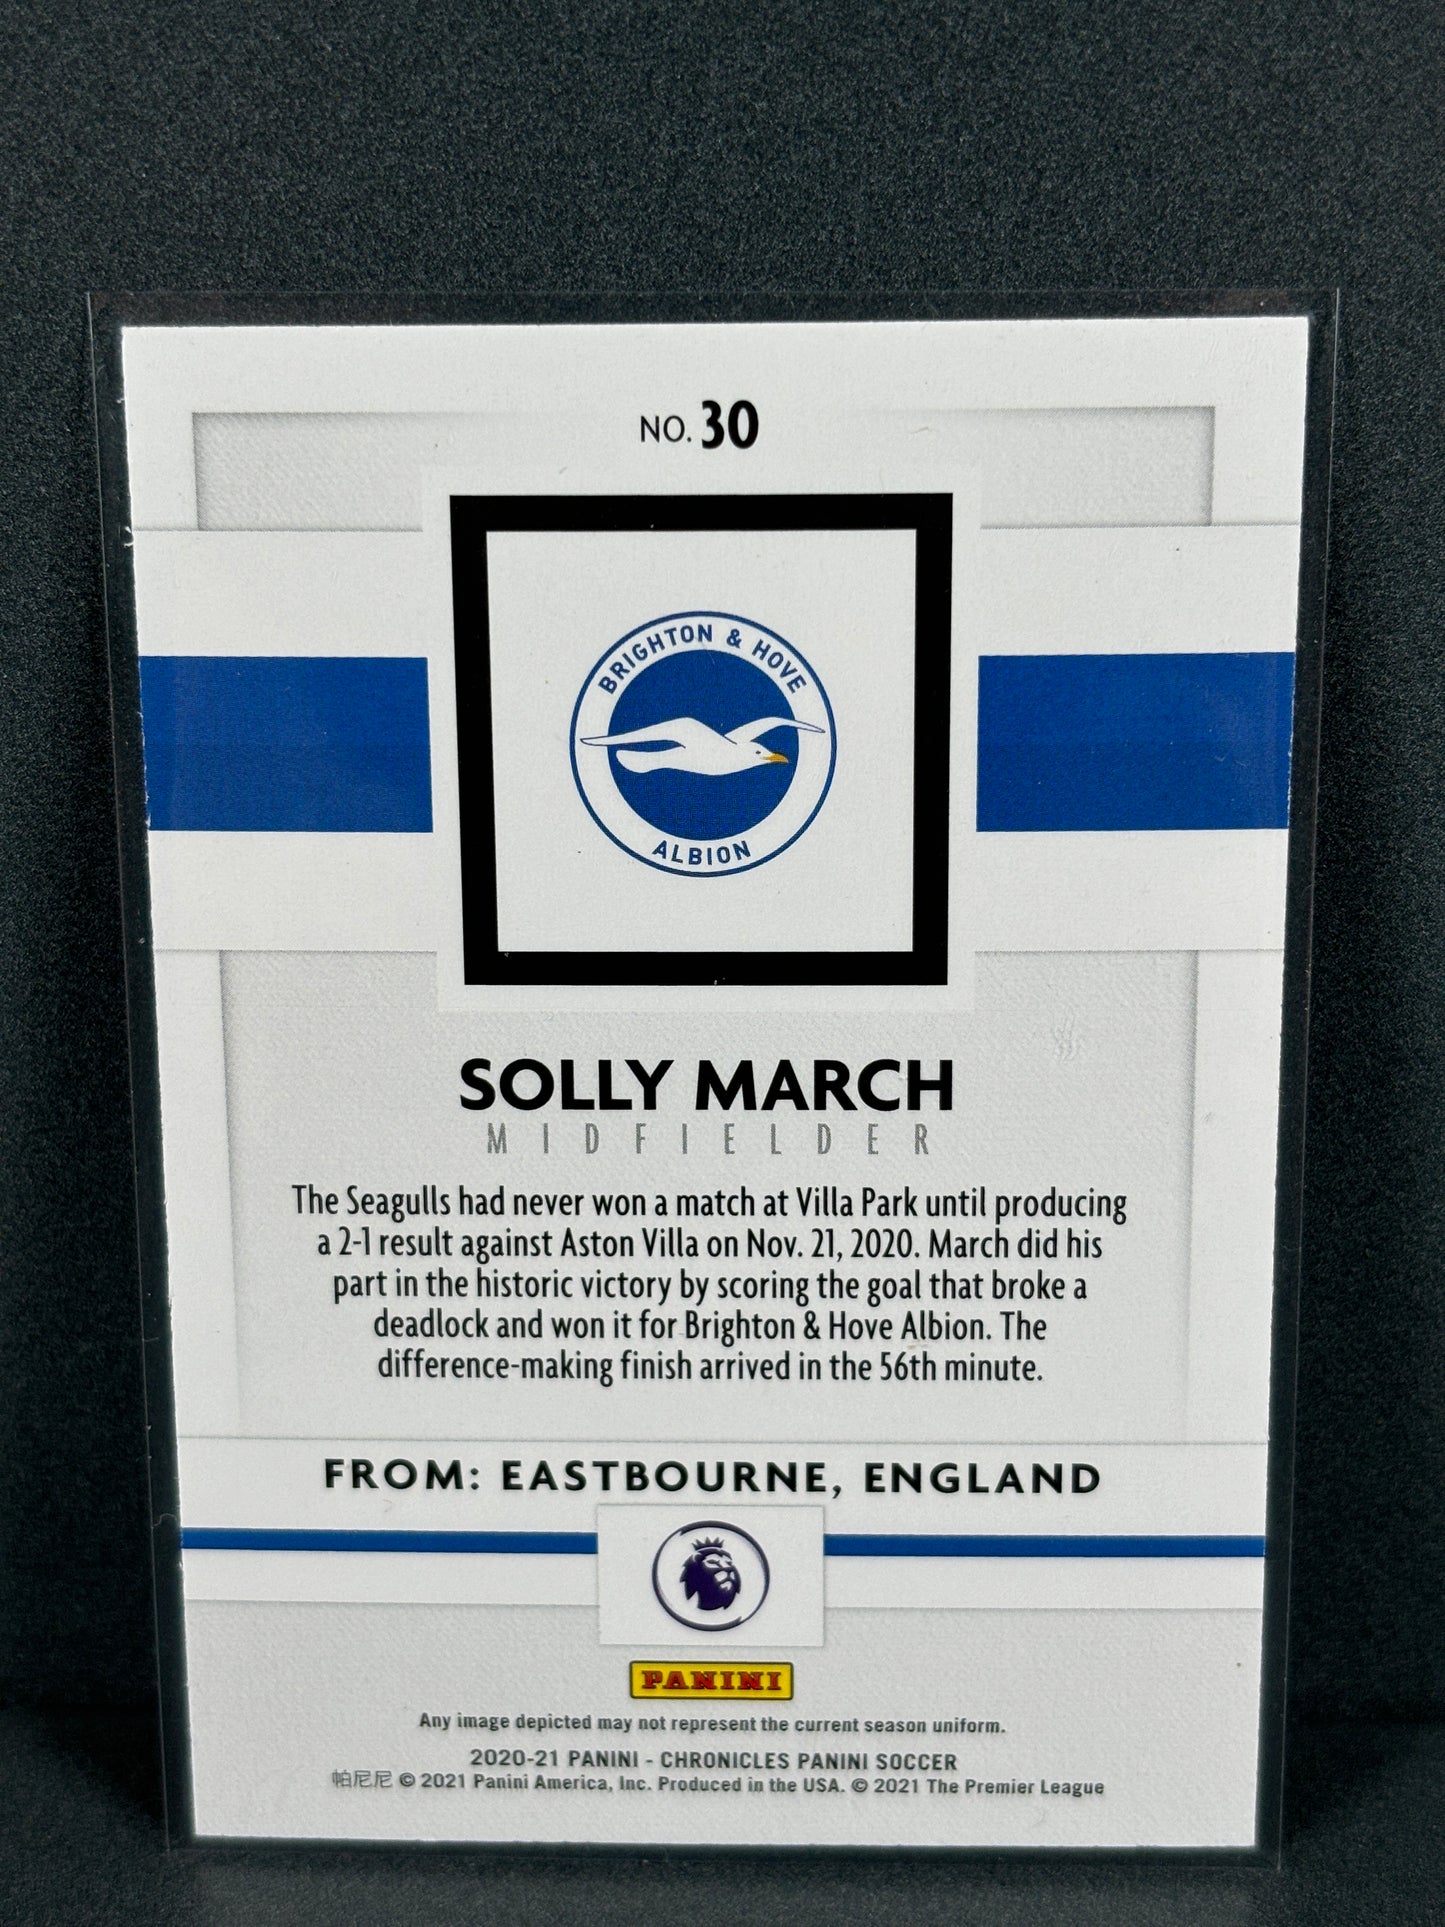 NO. 30
BRIGHTON & HOVE
ALBION
SOLLY MARCH
MIDFIELDER
The Seagulls had never won a match at Villa Park until producing
a 2-1 result against Aston Villa on Nov. 21, 2020. March did his
part in the historic victory by scoring the goal that broke a
deadlock and won it for Brighton & Hove Albion. The
difference-making finish arrived in the 56th minute.
FROM: EASTBOURNE, ENGLAND
PANINI
Any image depicted may not represent the current season uniform.
2020-21 PANINI - CHRONICLES PANINI SOCCER
帕尼尼 © 2021 Panini America, Inc. Produced in the USA. © 2021 The Premier League